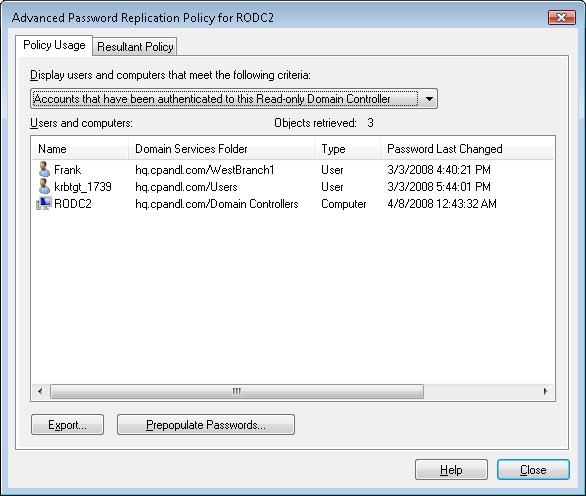 Advanced Password Replication Policy for RODC2
Policy Usage Resultant Policy
Display users and computers that meet the following criteria:
Accounts that have been authenticated to this Read-only Domain Controller
Users and computers: Objects retrieved: 3
Name Domain Services Folder Type Password Last Changed
Frank hq.cpandl.com/WestBranch1 User 3/3/2008 4:40:21 PM
krbtgt_1739 hq.cpandl.com/Users User 3/3/2008 5:44:01 PM
RODC2 hq.cpandl.com/Domain Controllers Computer 4/8/2008 12:43:32 AM
Export... Prepopulate Passwords...
Help Close